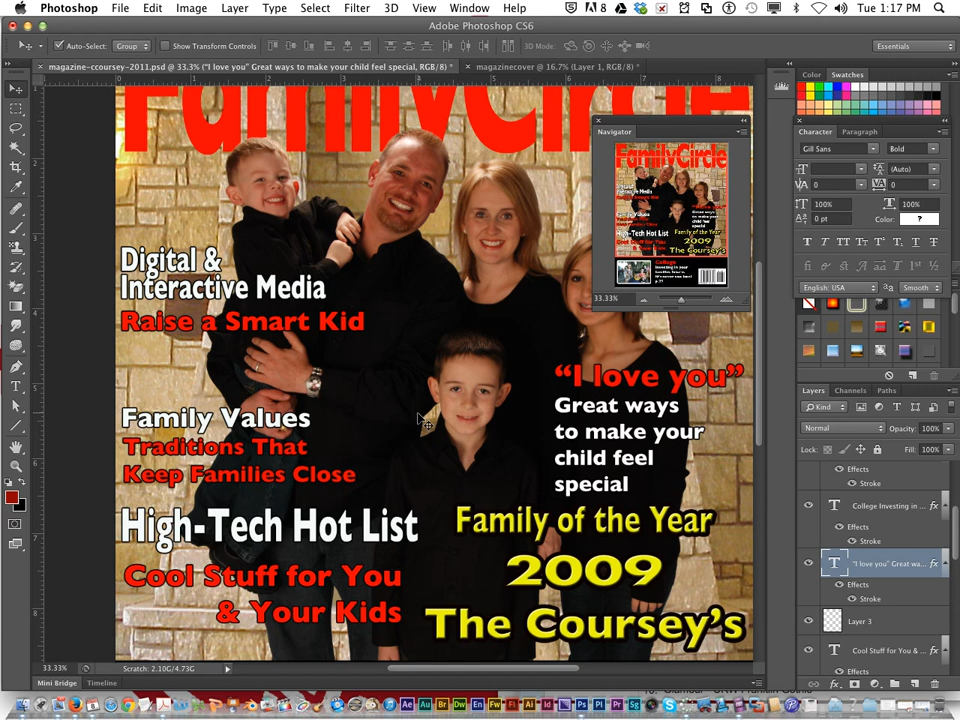 Photoshop File Edit Image Layer Type Select Filter 3D View Window Help
8
Tue 1:17 PM
Adobe Photoshop CS6
Auto-Select: Group
Show Transform Controls
3D Mode:
Essentials
magazine-ccoursey-2011.psd @ 33.3% ("I love you" Great ways to make your child feel special, RGB/8) *
magazinecover @ 16.7% (Layer 1, RGB/8) *
FamilyCircle
Digital &
Interactive Media
Raise a Smart Kid
Family Values
Traditions That
Keep Families Close
High-Tech Hot List
Cool Stuff for You
& Your Kids
“I love you”
Great ways
to make your
child feel
special
Family of the Year
2009
The Coursey’s
Navigator
33.33%
Color Swatches
Character Paragraph
Gill Sans Bold
(Auto)
0 0
100% 100%
0 pt Color: ?
English: USA Smooth
Layers Channels Paths
Kind
Normal Opacity: 100%
Lock: Fill: 100%
Effects
Stroke
College Investing in ... fx
Effects
Stroke
"I love you" Great wa... fx
Effects
Stroke
Layer 3
Cool Stuff for You & ... fx
Effects
33.33% Scratch: 2.10G/4.73G
Mini Bridge Timeline